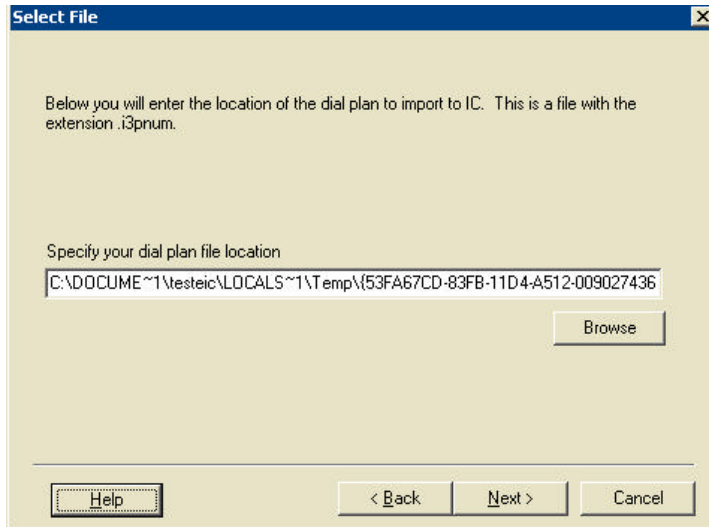 Select File
Below you will enter the location of the dial plan to import to IC. This is a file with the
extension .i3pnum.
Specify your dial plan file location
C:\DOCUME~1\testeic\LOCALS~1\Temp\{53FA67CD-83FB-11D4-A512-009027436
Browse
Help
< Back
Next >
Cancel